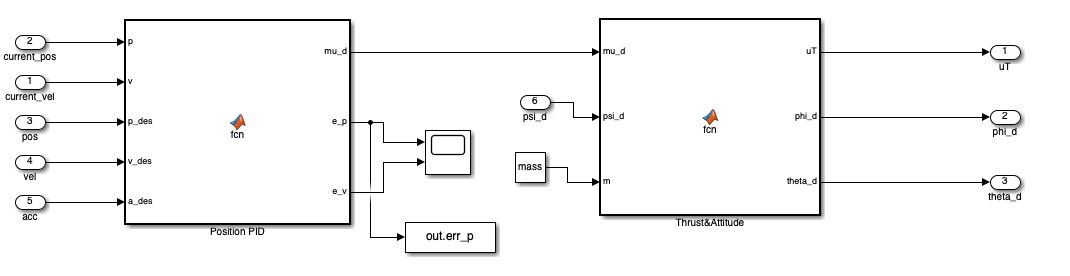 2
current_pos
1
current_vel
3
pos
4
vel
5
acc
p
v
p_des
v_des
a_des
fcn
mu_d
e_p
e_v
Position PID
out.err_p
6
psi_d
mass
mu_d
psi_d
m
fcn
uT
phi_d
theta_d
Thrust&Attitude
1
uT
2
phi_d
3
theta_d